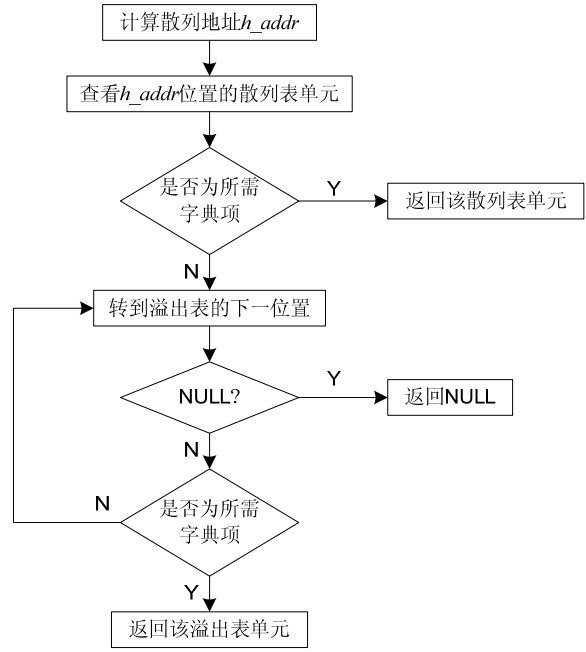 计算散列地址h_addr
查看h_addr位置的散列表单元
是否为所需
字典项
Y
返回该散列表单元
N
转到溢出表的下一位置
NULL?
Y
返回NULL
N
是否为所需
字典项
N
Y
返回该溢出表单元